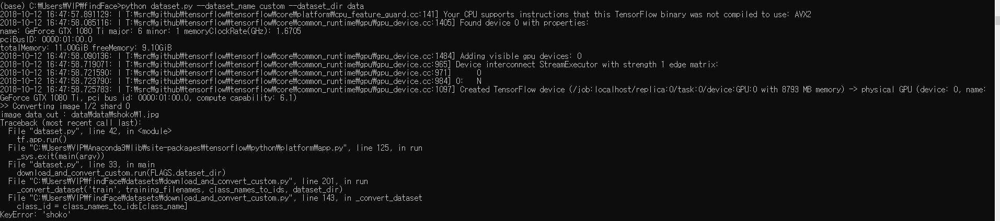 (base) C:₩Users₩VIP₩findFace>python dataset.py --dataset_name custom --dataset_dir data
2018-10-12 16:47:57.891129: I T:₩src₩github₩tensorflow₩tensorflow₩core₩platform₩cpu_feature_guard.cc:141] Your CPU supports instructions that this TensorFlow binary was not compiled to use: AVX2
2018-10-12 16:47:58.085116: I T:₩src₩github₩tensorflow₩tensorflow₩core₩common_runtime₩gpu₩gpu_device.cc:1405] Found device 0 with properties:
name: GeForce GTX 1080 Ti major: 6 minor: 1 memoryClockRate(GHz): 1.6705
pciBusID: 0000:01:00.0
totalMemory: 11.00GiB freeMemory: 9.10GiB
2018-10-12 16:47:58.090136: I T:₩src₩github₩tensorflow₩tensorflow₩core₩common_runtime₩gpu₩gpu_device.cc:1484] Adding visible gpu devices: 0
2018-10-12 16:47:58.719071: I T:₩src₩github₩tensorflow₩tensorflow₩core₩common_runtime₩gpu₩gpu_device.cc:965] Device interconnect StreamExecutor with strength 1 edge matrix:
2018-10-12 16:47:58.721590: I T:₩src₩github₩tensorflow₩tensorflow₩core₩common_runtime₩gpu₩gpu_device.cc:971]      0
2018-10-12 16:47:58.723790: I T:₩src₩github₩tensorflow₩tensorflow₩core₩common_runtime₩gpu₩gpu_device.cc:984] 0:   N
2018-10-12 16:47:58.725783: I T:₩src₩github₩tensorflow₩tensorflow₩core₩common_runtime₩gpu₩gpu_device.cc:1097] Created TensorFlow device (/job:localhost/replica:0/task:0/device:GPU:0 with 8793 MB memory) -> physical GPU (device: 0, name:
GeForce GTX 1080 Ti, pci bus id: 0000:01:00.0, compute capability: 6.1)
>> Converting image 1/2 shard 0
image data out : data₩data₩shoko₩1.jpg
Traceback (most recent call last):
  File "dataset.py", line 42, in <module>
    tf.app.run()
  File "C:₩Users₩VIP₩Anaconda3₩lib₩site-packages₩tensorflow₩python₩platform₩app.py", line 125, in run
    _sys.exit(main(argv))
  File "dataset.py", line 33, in main
    download_and_convert_custom.run(FLAGS.dataset_dir)
  File "C:₩Users₩VIP₩findFace₩datasets₩download_and_convert_custom.py", line 201, in run
    _convert_dataset('train', training_filenames, class_names_to_ids, dataset_dir)
  File "C:₩Users₩VIP₩findFace₩datasets₩download_and_convert_custom.py", line 143, in _convert_dataset
    class_id = class_names_to_ids[class_name]
KeyError: 'shoko'